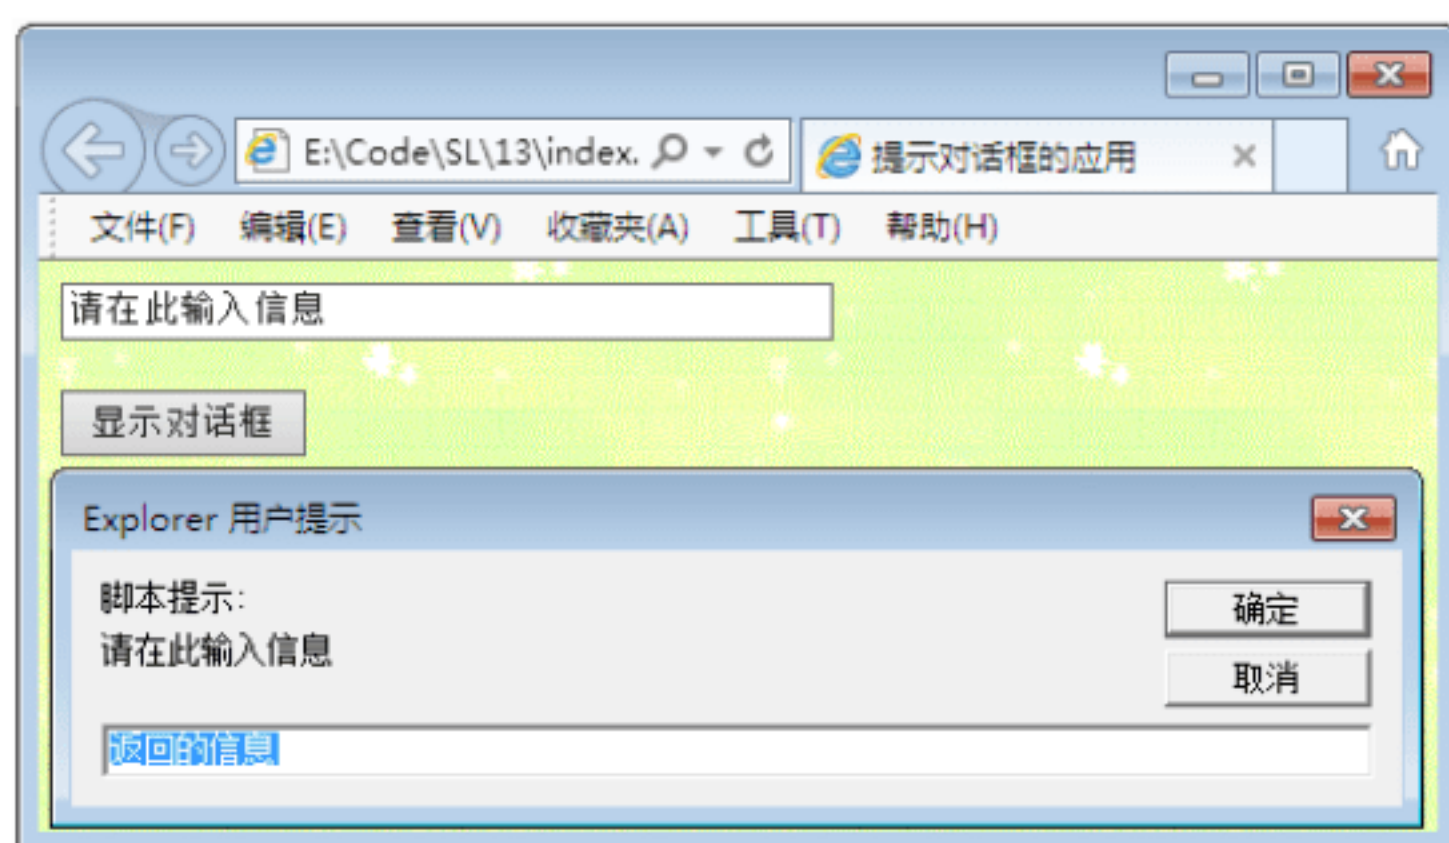 E:\Code\SL\13\index.
提示对话框的应用
文件(F) 编辑(E) 查看(V) 收藏夹(A) 工具(T) 帮助(H)
请在此输入信息
显示对话框
Explorer 用户提示
脚本提示:
请在此输入信息
确定
取消
返回的信息